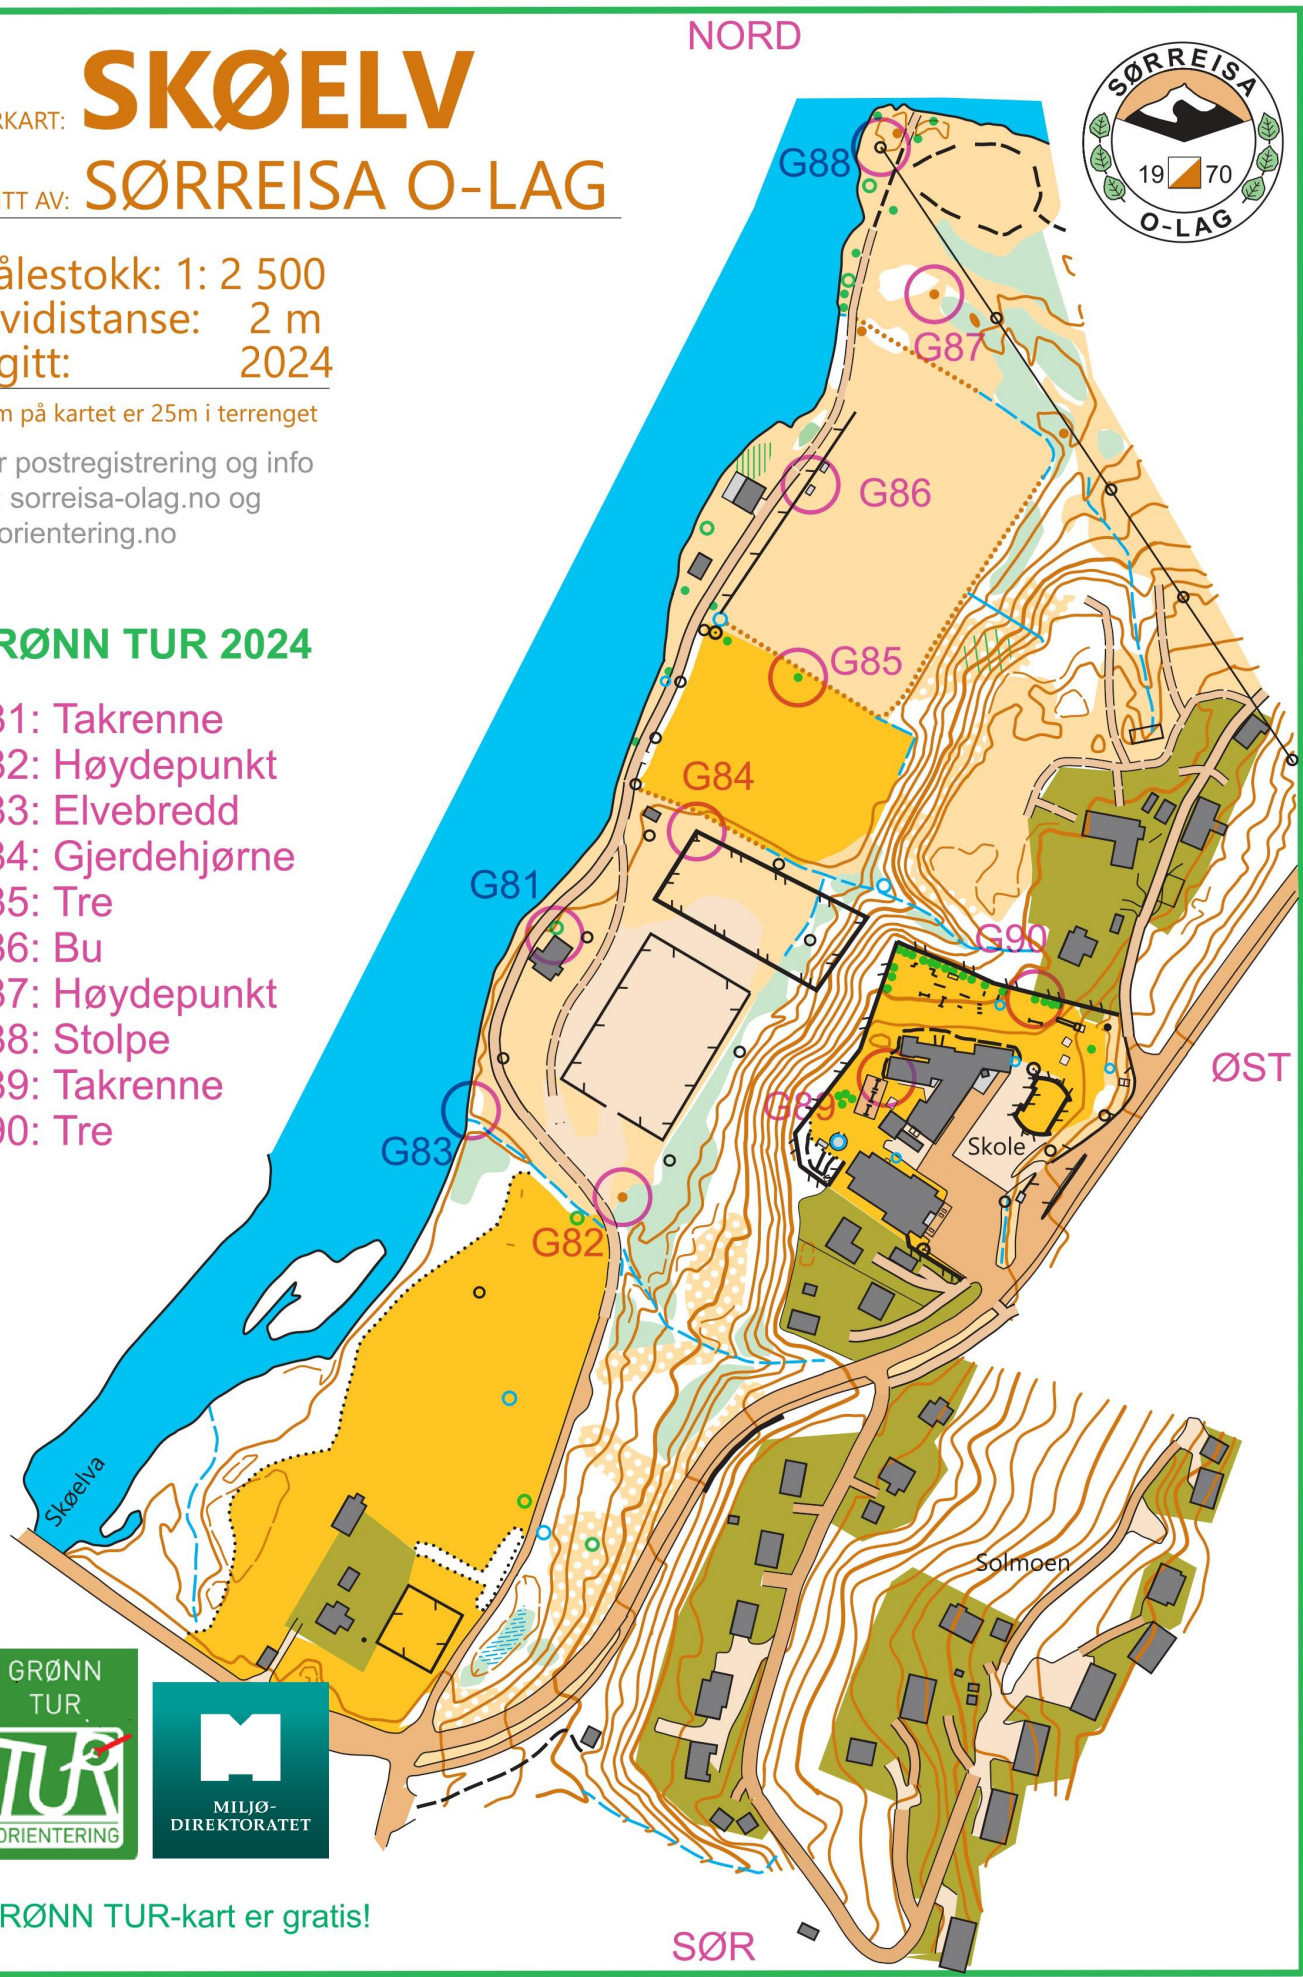 NORD
RKART: SKØELV
ITT AV: SØRREISA O-LAG
SØRREISA
19 70
O-LAG
ålestokk: 1: 2 500
vidistanse: 2 m
gitt: 2024
m på kartet er 25m i terrenget
r postregistrering og info
: sorreisa-olag.no og
orientering.no
RØNN TUR 2024
31: Takrenne
32: Høydepunkt
33: Elvebredd
34: Gjerdehjørne
35: Tre
36: Bu
37: Høydepunkt
38: Stolpe
39: Takrenne
90: Tre
G88
G87
G86
G85
G84
G81
G90
ØST
G89
Skole
G83
G82
Skøelva
Solmoen
GRØNN
TUR
TUR
ORIENTERING
MILJØ-
DIREKTORATET
RØNN TUR-kart er gratis!
SØR